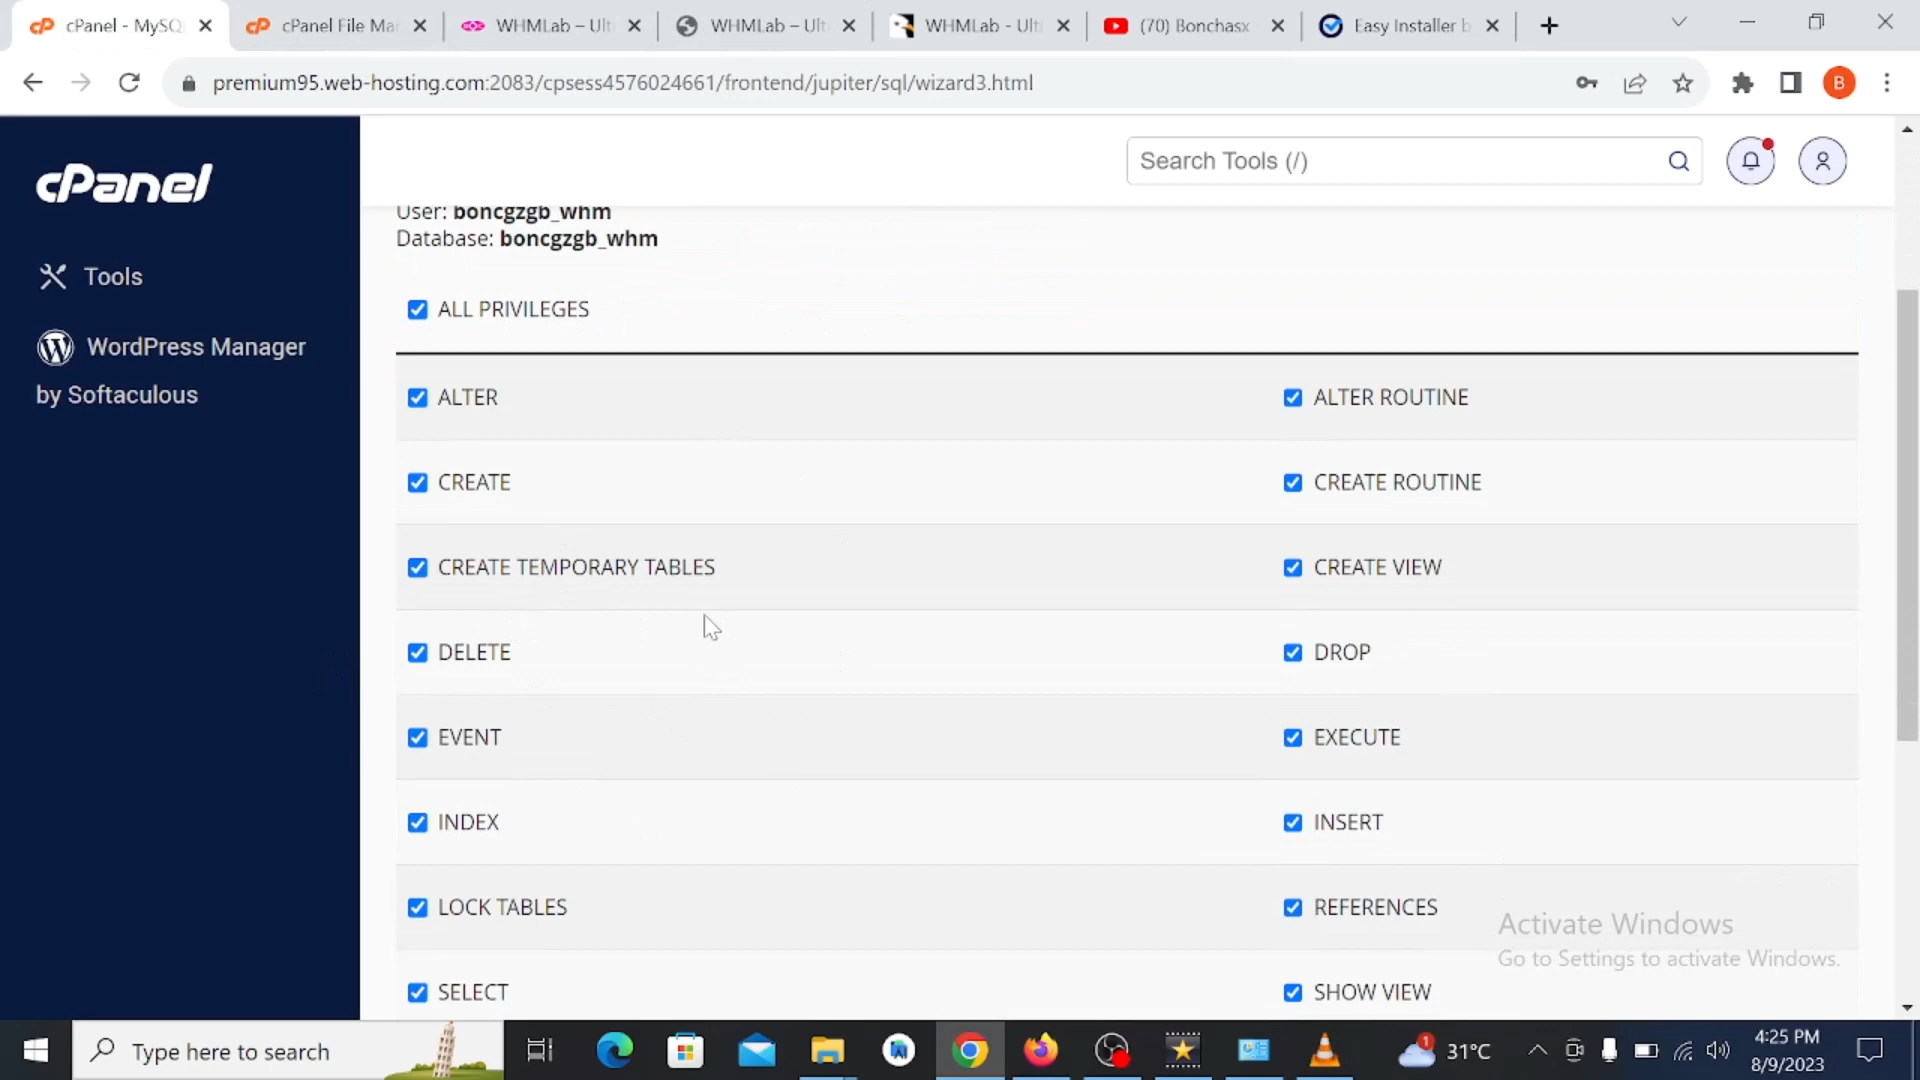 cPanel - MySQ
cPanel File Ma
WHMLab – Ult
WHMLab – Ult
WHMLab - Ulti
(70) Bonchasx
Easy Installer b
premium95.web-hosting.com:2083/cpsess4576024661/frontend/jupiter/sql/wizard3.html
B
cPanel
Search Tools (/)
Tools
WordPress Manager
by Softaculous
User: boncgzgb_whm
Database: boncgzgb_whm
ALL PRIVILEGES
ALTER
ALTER ROUTINE
CREATE
CREATE ROUTINE
CREATE TEMPORARY TABLES
CREATE VIEW
DELETE
DROP
EVENT
EXECUTE
INDEX
INSERT
LOCK TABLES
REFERENCES
SELECT
SHOW VIEW
Activate Windows
Go to Settings to activate Windows.
Type here to search
1
31°C
4:25 PM
8/9/2023